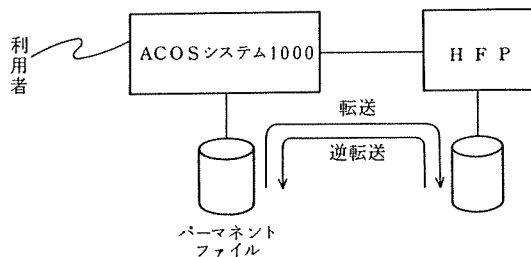 利用者
ACOSシステム1000
HFP
転送
逆転送
パーマネント
ファイル